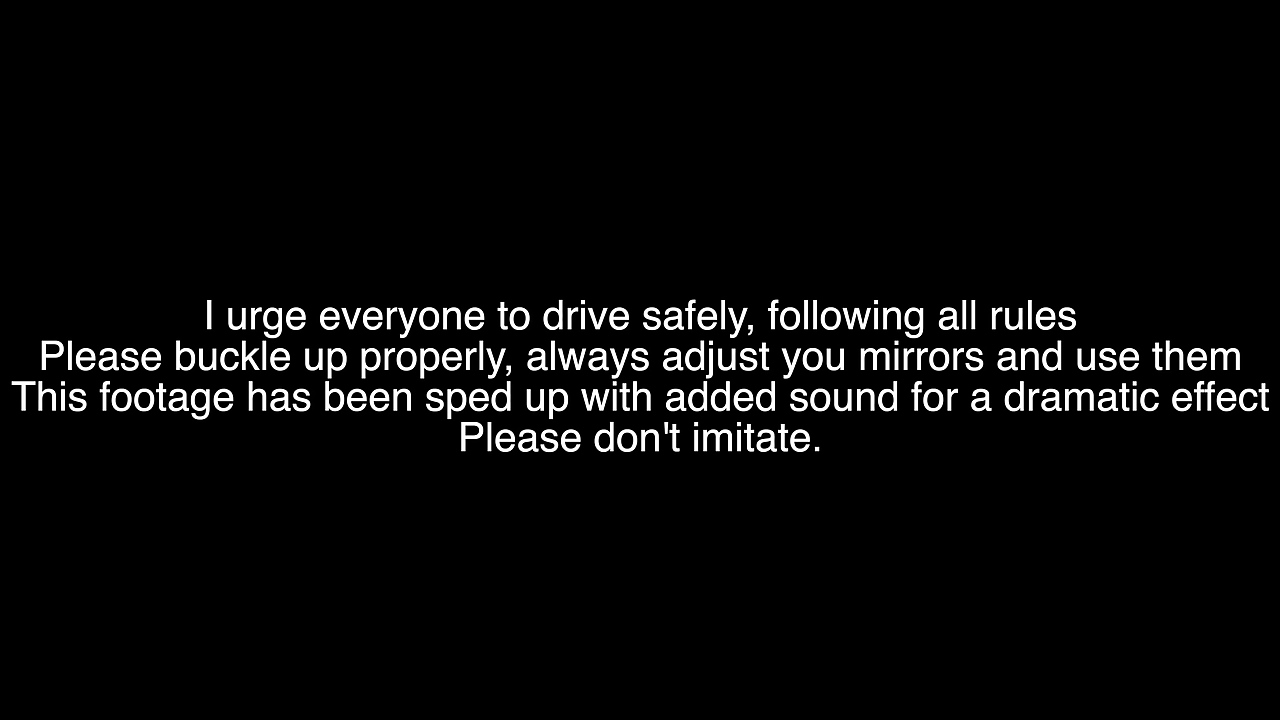 I urge everyone to drive safely, following all rules
Please buckle up properly, always adjust you mirrors and use them
This footage has been sped up with added sound for a dramatic effect
Please don't imitate.